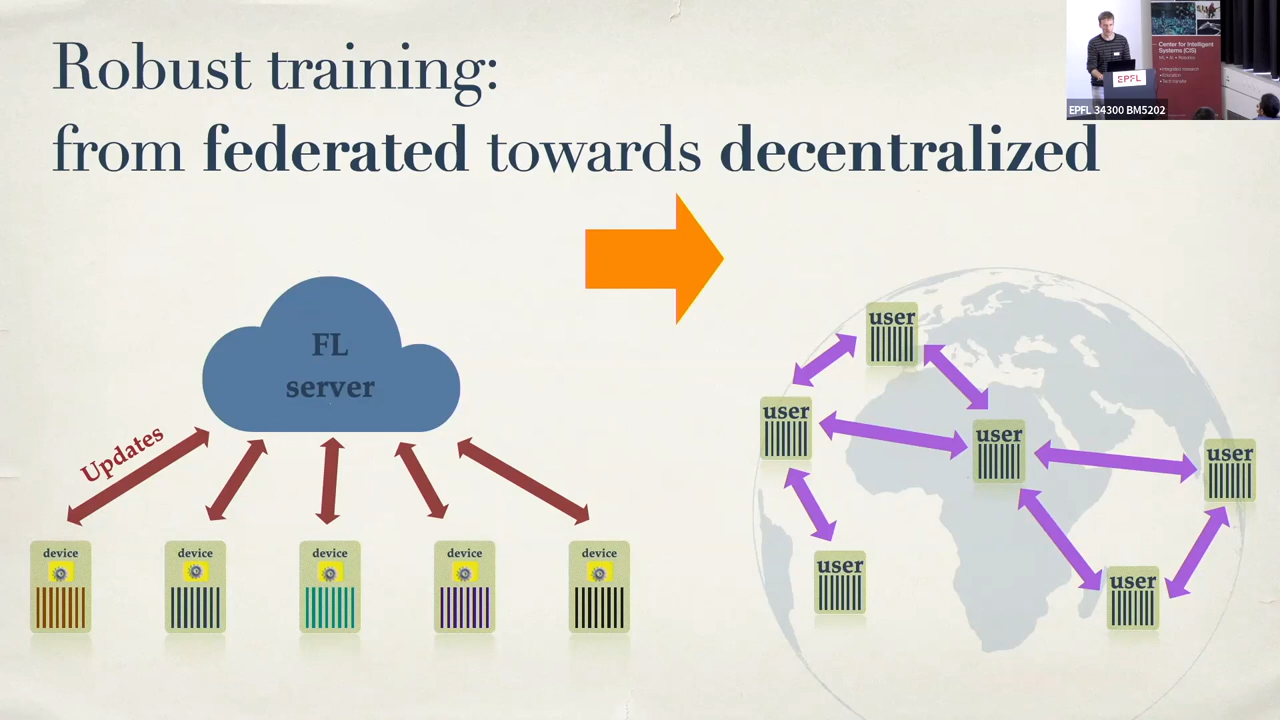 Robust training:
from federated towards decentralized
Center for Intelligent
Systems (CIS)
EPFL
EPFL 34300 BM5202
FL
server
Updates
device
device
device
device
device
user
user
user
user
user
user